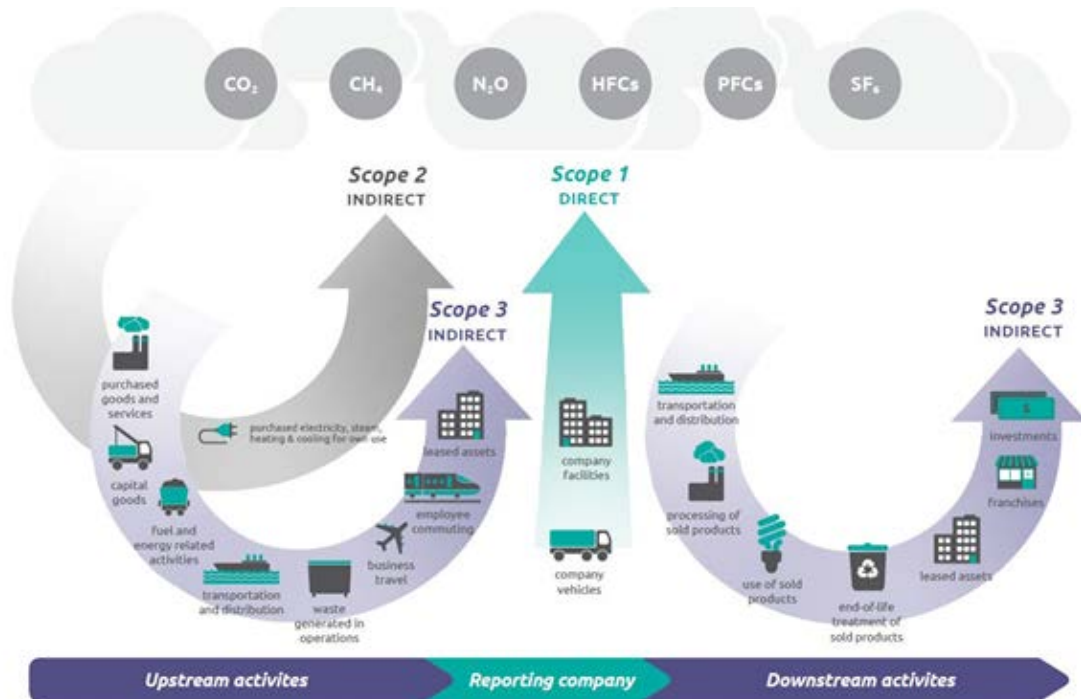 CO₂
CH₄
N₂O
HFCs
PFCs
SF₆
Scope 2
INDIRECT
Scope 1
DIRECT
Scope 3
INDIRECT
Scope 3
INDIRECT
purchased
goods and
services
capital
goods
fuel and
energy related
activities
transportation
and distribution
waste
generated in
operations
business
travel
employee
commuting
leased assets
purchased electricity, steam,
heating & cooling for own use
company
facilities
company
vehicles
transportation
and distribution
processing of
sold products
use of sold
products
end-of-life
treatment of
sold products
leased assets
franchises
investments
$
Upstream activites
Reporting company
Downstream activites